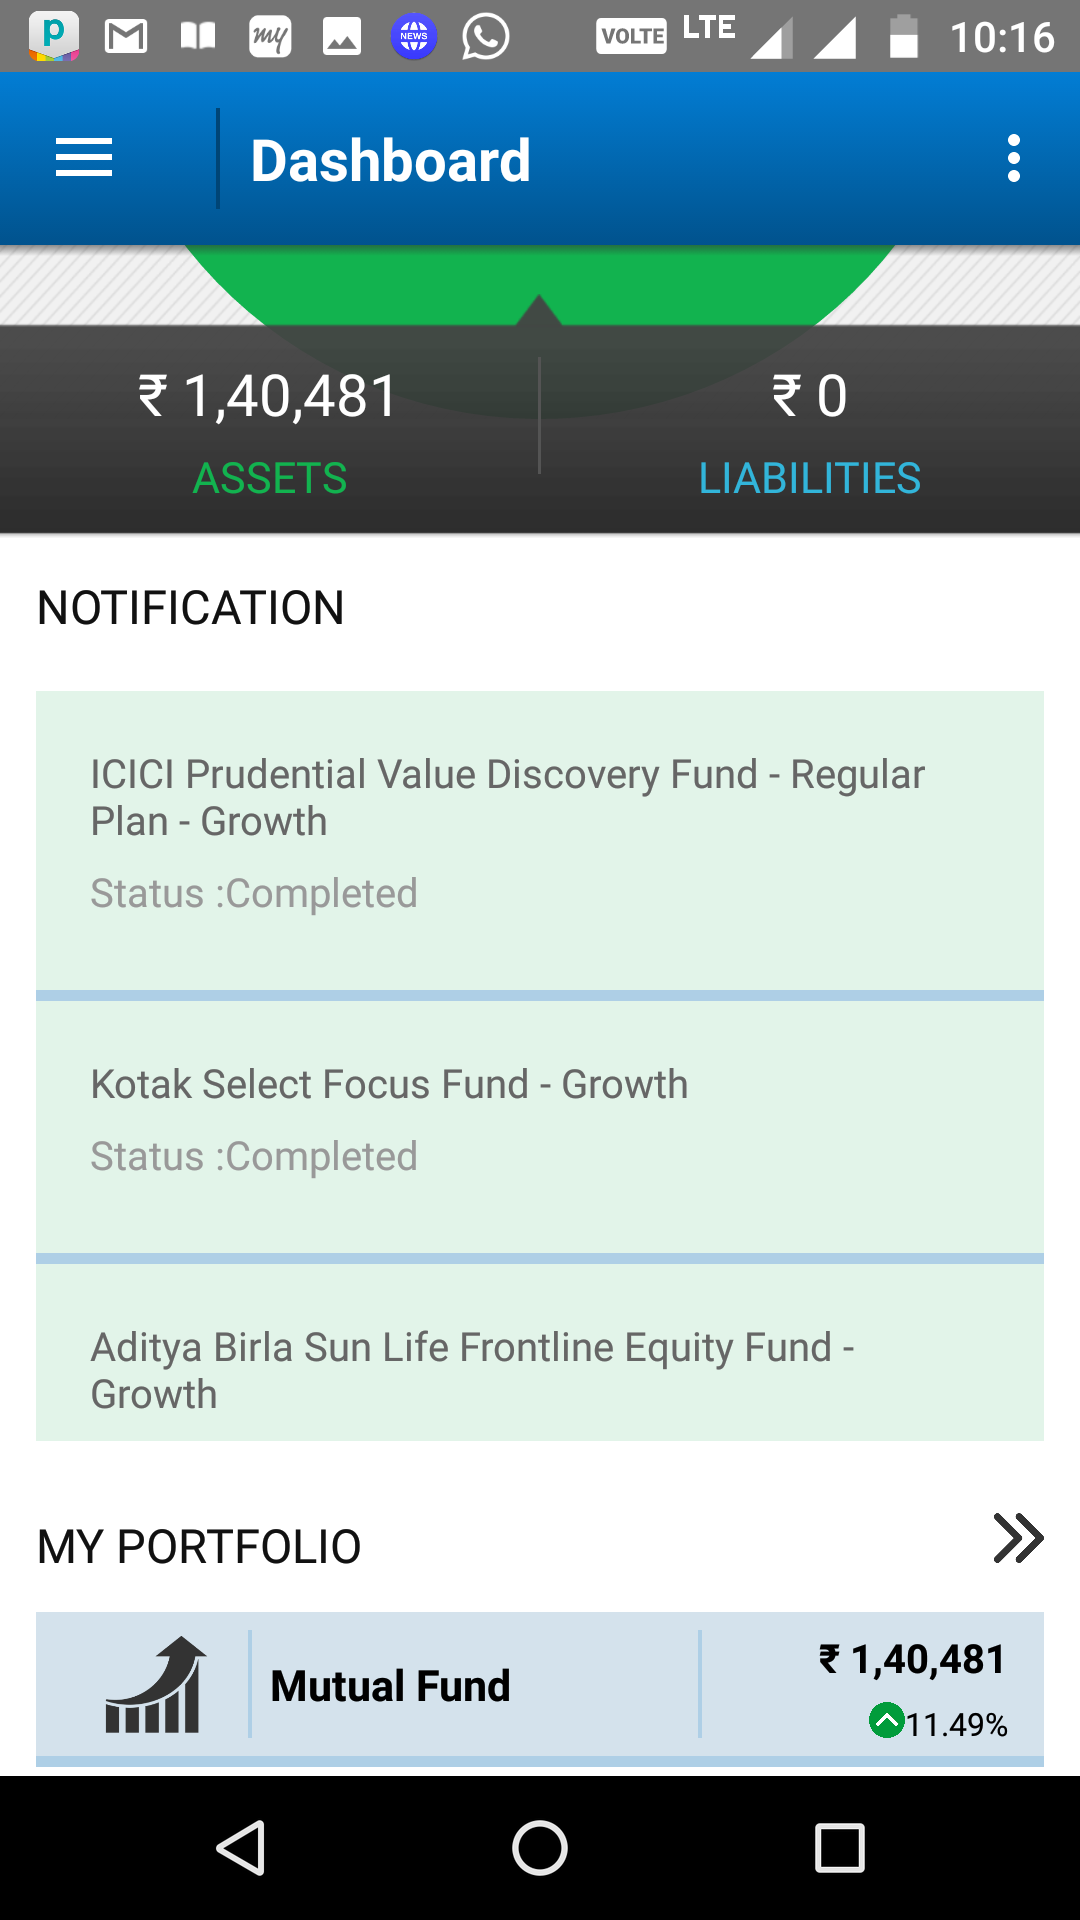 p my NEWS VOLTE LTE 10:16
Dashboard
₹ 1,40,481 ₹ 0
ASSETS LIABILITIES
NOTIFICATION
ICICI Prudential Value Discovery Fund - Regular
Plan - Growth
Status :Completed
Kotak Select Focus Fund - Growth
Status :Completed
Aditya Birla Sun Life Frontline Equity Fund -
Growth
MY PORTFOLIO
Mutual Fund ₹ 1,40,481
11.49%